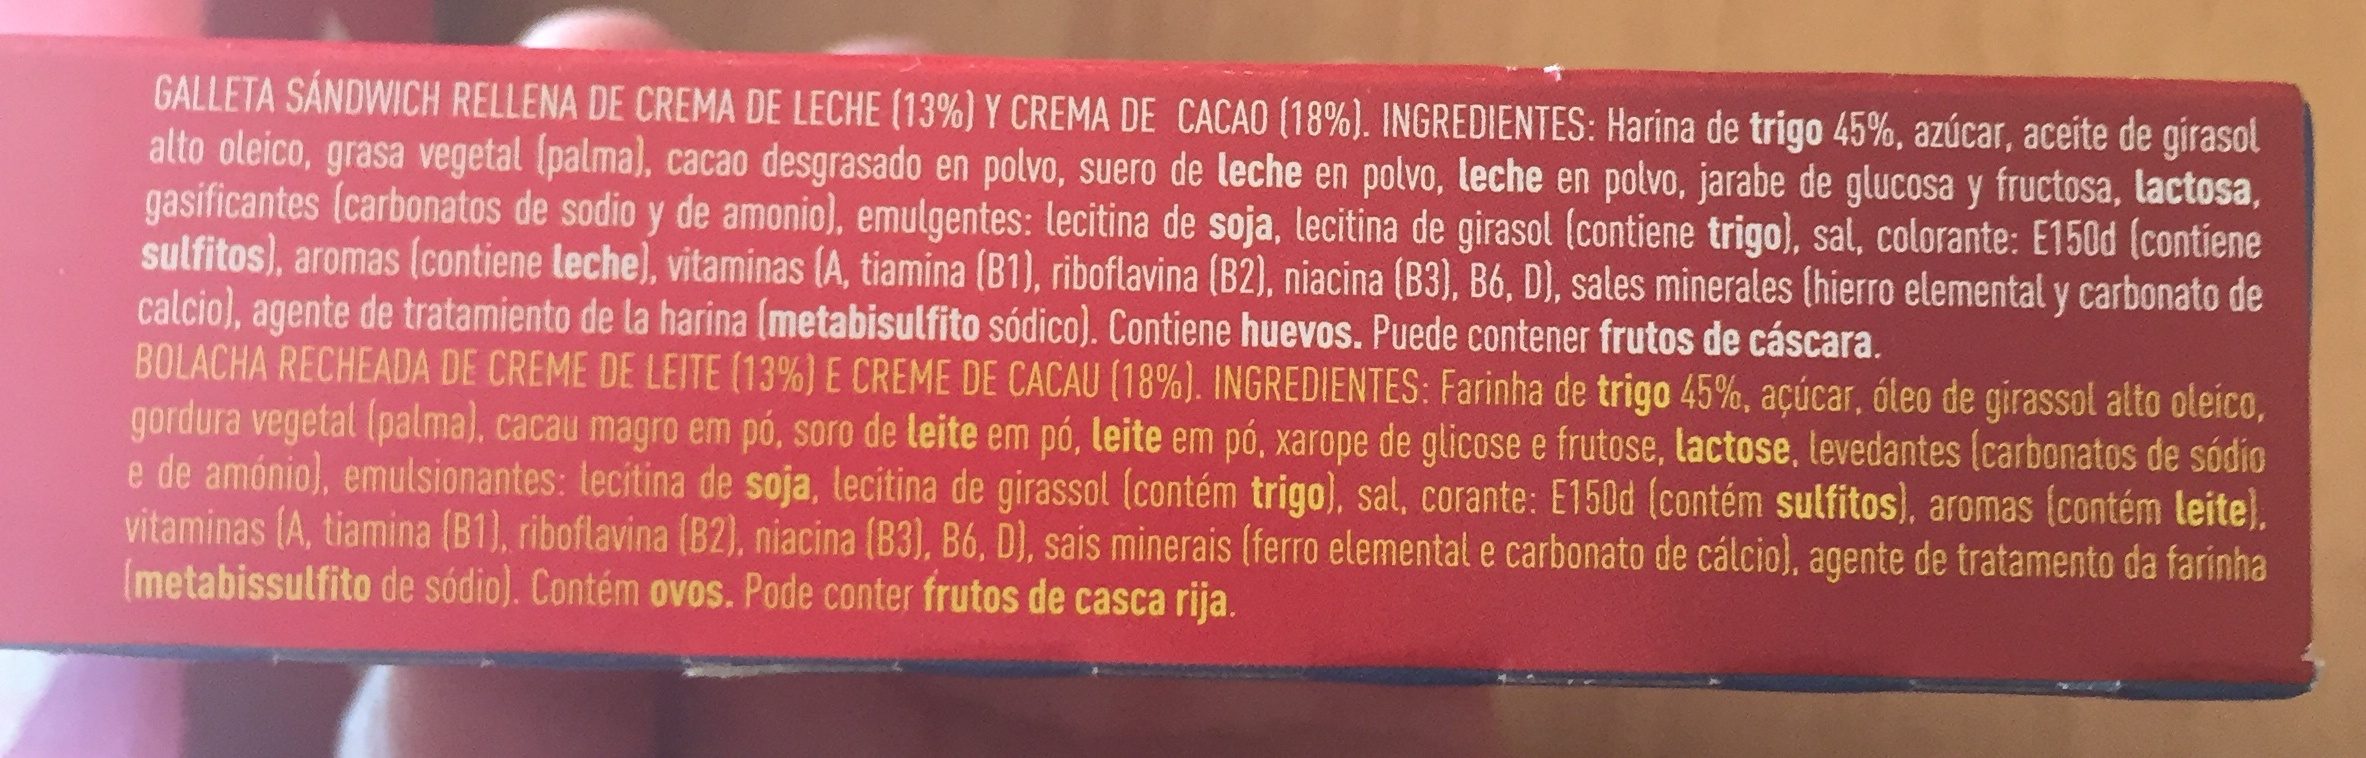 GALLETA SÁNDWICH RELLENA DE CREMA DE LECHE (13%) Y CREMA DE CACAO (18%). INGREDIENTES: Harina de trigo 45%, azúcar, aceite de girasol
alto oleico, grasa vegetal (palma), cacao desgrasado en polvo, suero de leche en polvo, leche en polvo, jarabe de glucosa y fructosa, lactosa,
gasificantes (carbonatos de sodio y de amonio), emulgentes: lecitina de soja, lecitina de girasol (contiene trigo), sal, colorante: E150d (contiene
sulfitos), aromas (contiene leche), vitaminas (A, tiamina (B1), riboflavina (B2), niacina (B3), B6, D), sales minerales (hierro elemental y carbonato de
calcio), agente de tratamiento de la harina (metabisulfito sódico). Contiene huevos. Puede contener frutos de cáscara.
BOLACHA RECHEADA DE CREME DE LEITE (13%) E CREME DE CACAU (18%). INGREDIENTES: Farinha de trigo 45%, açúcar, óleo de girassol alto oleico,
gordura vegetal (palma), cacau magro em pó, soro de leite em pó, leite em pó, xarope de glicose e frutose, lactose, levedantes (carbonatos de sódio
e de amónio), emulsionantes: lecitina de soja, lecitina de girassol (contém trigo), sal, corante: E150d (contém sulfitos), aromas (contém leite),
vitaminas (A, tiamina (B1), riboflavina (B2), niacina (B3), B6, D), sais minerais (ferro elemental e carbonato de cálcio), agente de tratamento da farinha
(metabissulfito de sódio). Contém ovos. Pode conter frutos de casca rija.